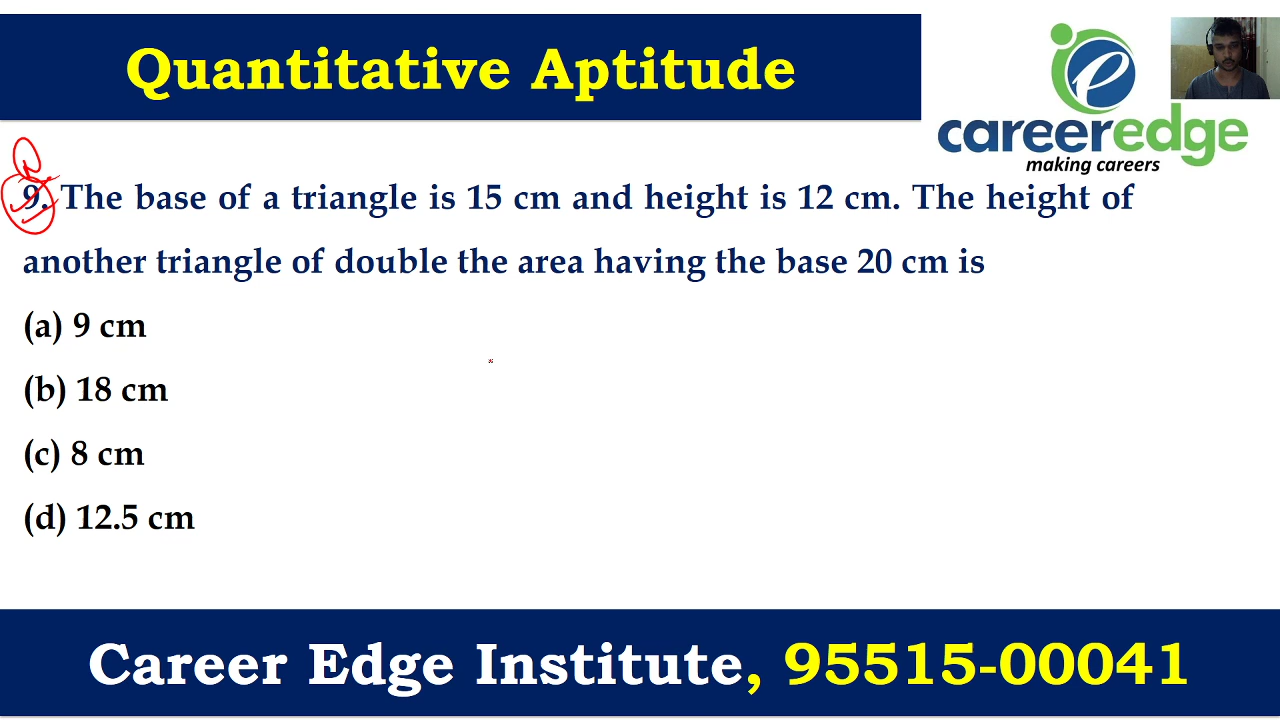 Quantitative Aptitude
careeredge
making careers
9. The base of a triangle is 15 cm and height is 12 cm. The height of
another triangle of double the area having the base 20 cm is
(a) 9 cm
(b) 18 cm
(c) 8 cm
(d) 12.5 cm
Career Edge Institute, 95515-00041